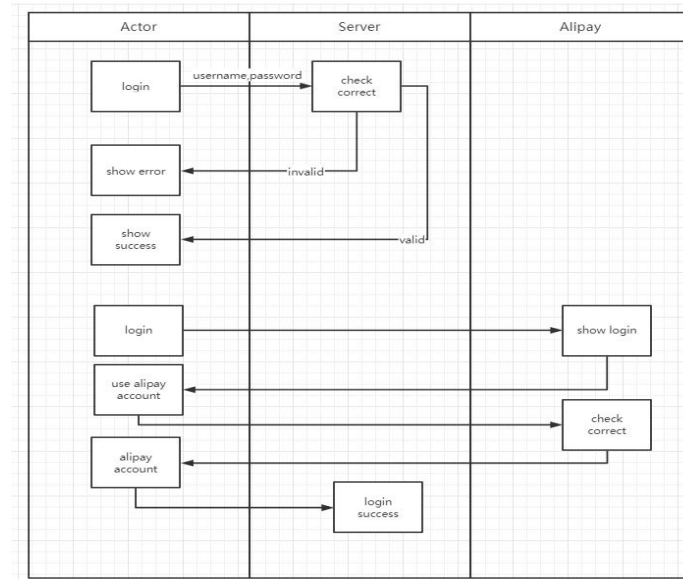 Actor
Server
Alipay
login
username,password
check
correct
show error
invalid
show
success
valid
login
show login
use alipay
account
check
correct
alipay
account
login
success